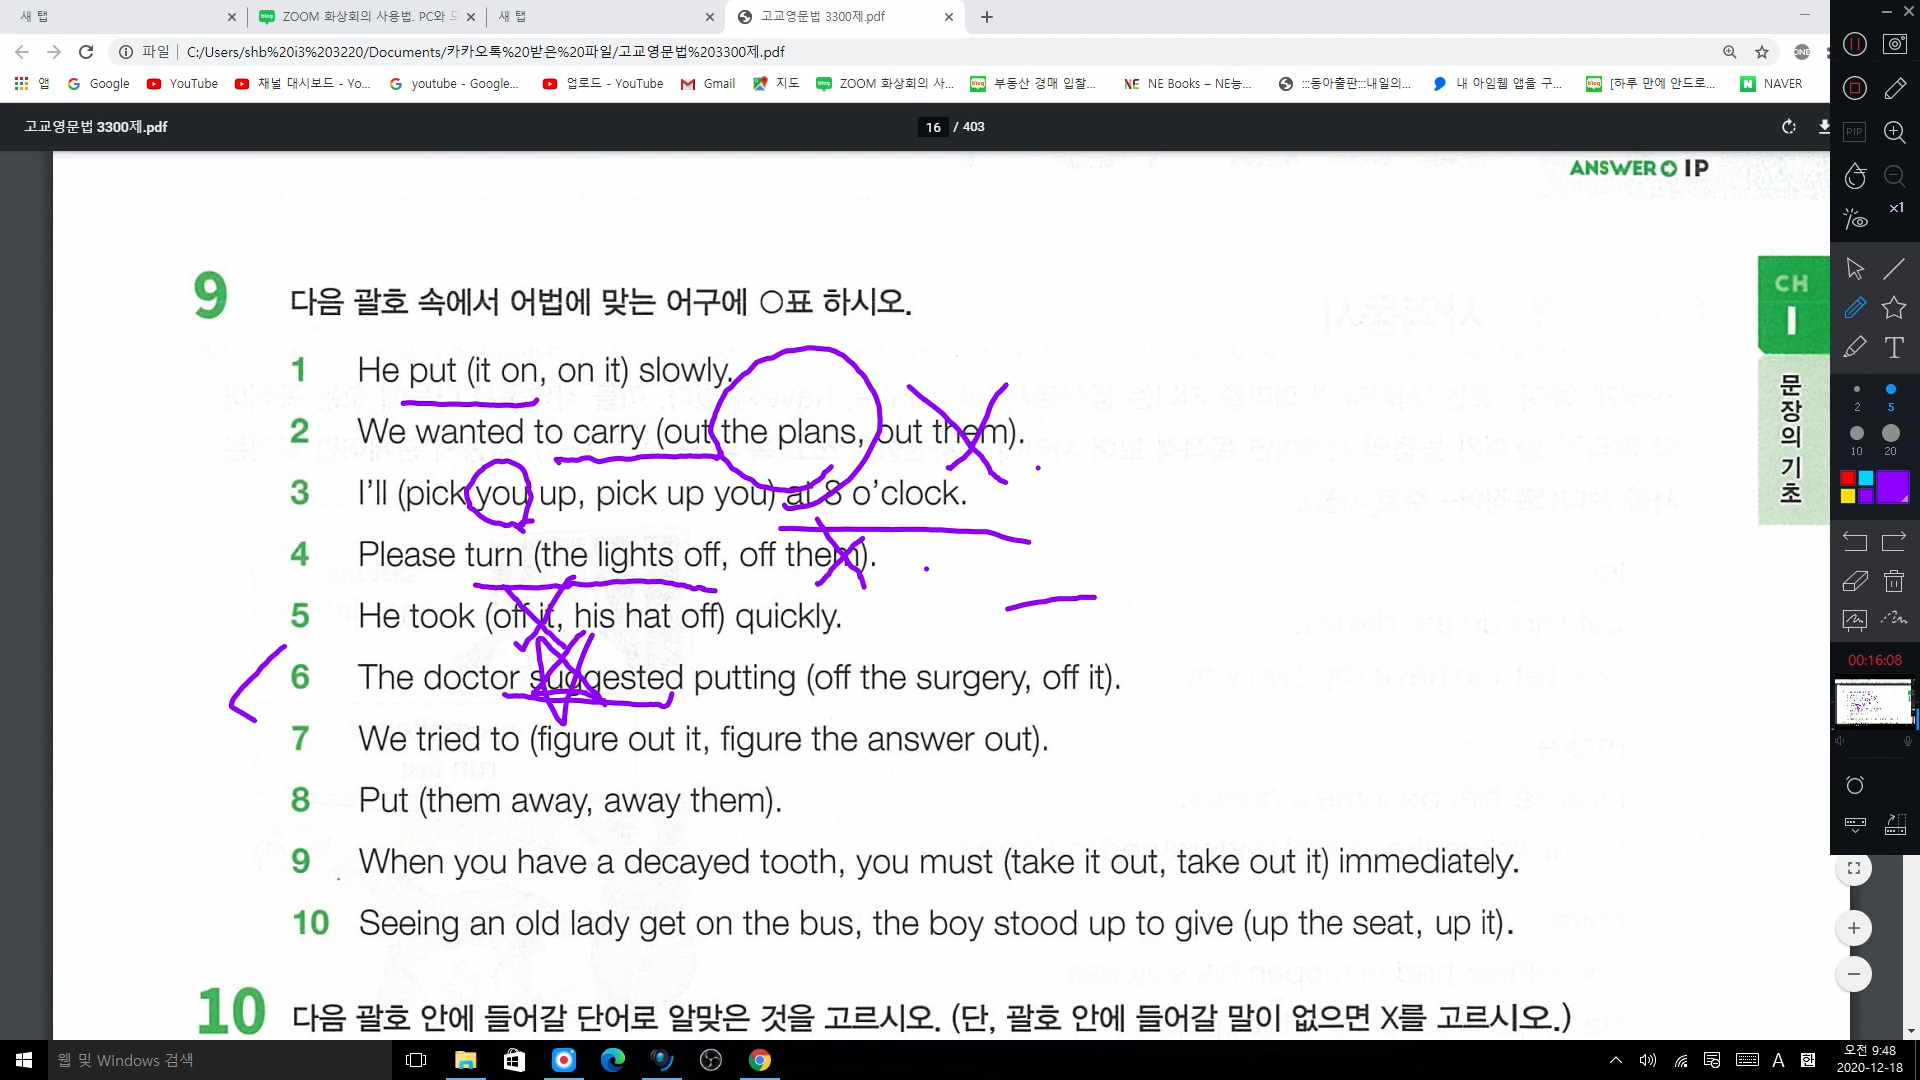 새 탭
ZOOM 화상회의 사용법. PC와 모
새 탭
고교영문법 3300제.pdf
파일 | C:/Users/shb%20i3%203220/Documents/카카오톡%20받은%20파일/고교영문법%203300제.pdf
앱 Google YouTube 채널 대시보드 - Yo... youtube - Google... 업로드 - YouTube Gmail 지도 ZOOM 화상회의 사... 부동산 경매 입찰... NE Books – NE능... :::동아출판:::내일의... 내 아임웹 앱을 구... [하루 만에 안드로... NAVER
고교영문법 3300제.pdf
16 / 403
ANSWER IP
CH
I
문장의 기초
9 다음 괄호 속에서 어법에 맞는 어구에 ○표 하시오.
1 He put (it on, on it) slowly.
2 We wanted to carry (out the plans, out them).
3 I'll (pick you up, pick up you) at 8 o'clock.
4 Please turn (the lights off, off them).
5 He took (off it, his hat off) quickly.
6 The doctor suggested putting (off the surgery, off it).
7 We tried to (figure out it, figure the answer out).
8 Put (them away, away them).
9 When you have a decayed tooth, you must (take it out, take out it) immediately.
10 Seeing an old lady get on the bus, the boy stood up to give (up the seat, up it).
10 다음 괄호 안에 들어갈 단어로 알맞은 것을 고르시오. (단, 괄호 안에 들어갈 말이 없으면 X를 고르시오.)
PIP
x1
T
2 5
10 20
00:16:08
웹 및 Windows 검색
A 한
오전 9:48
2020-12-18